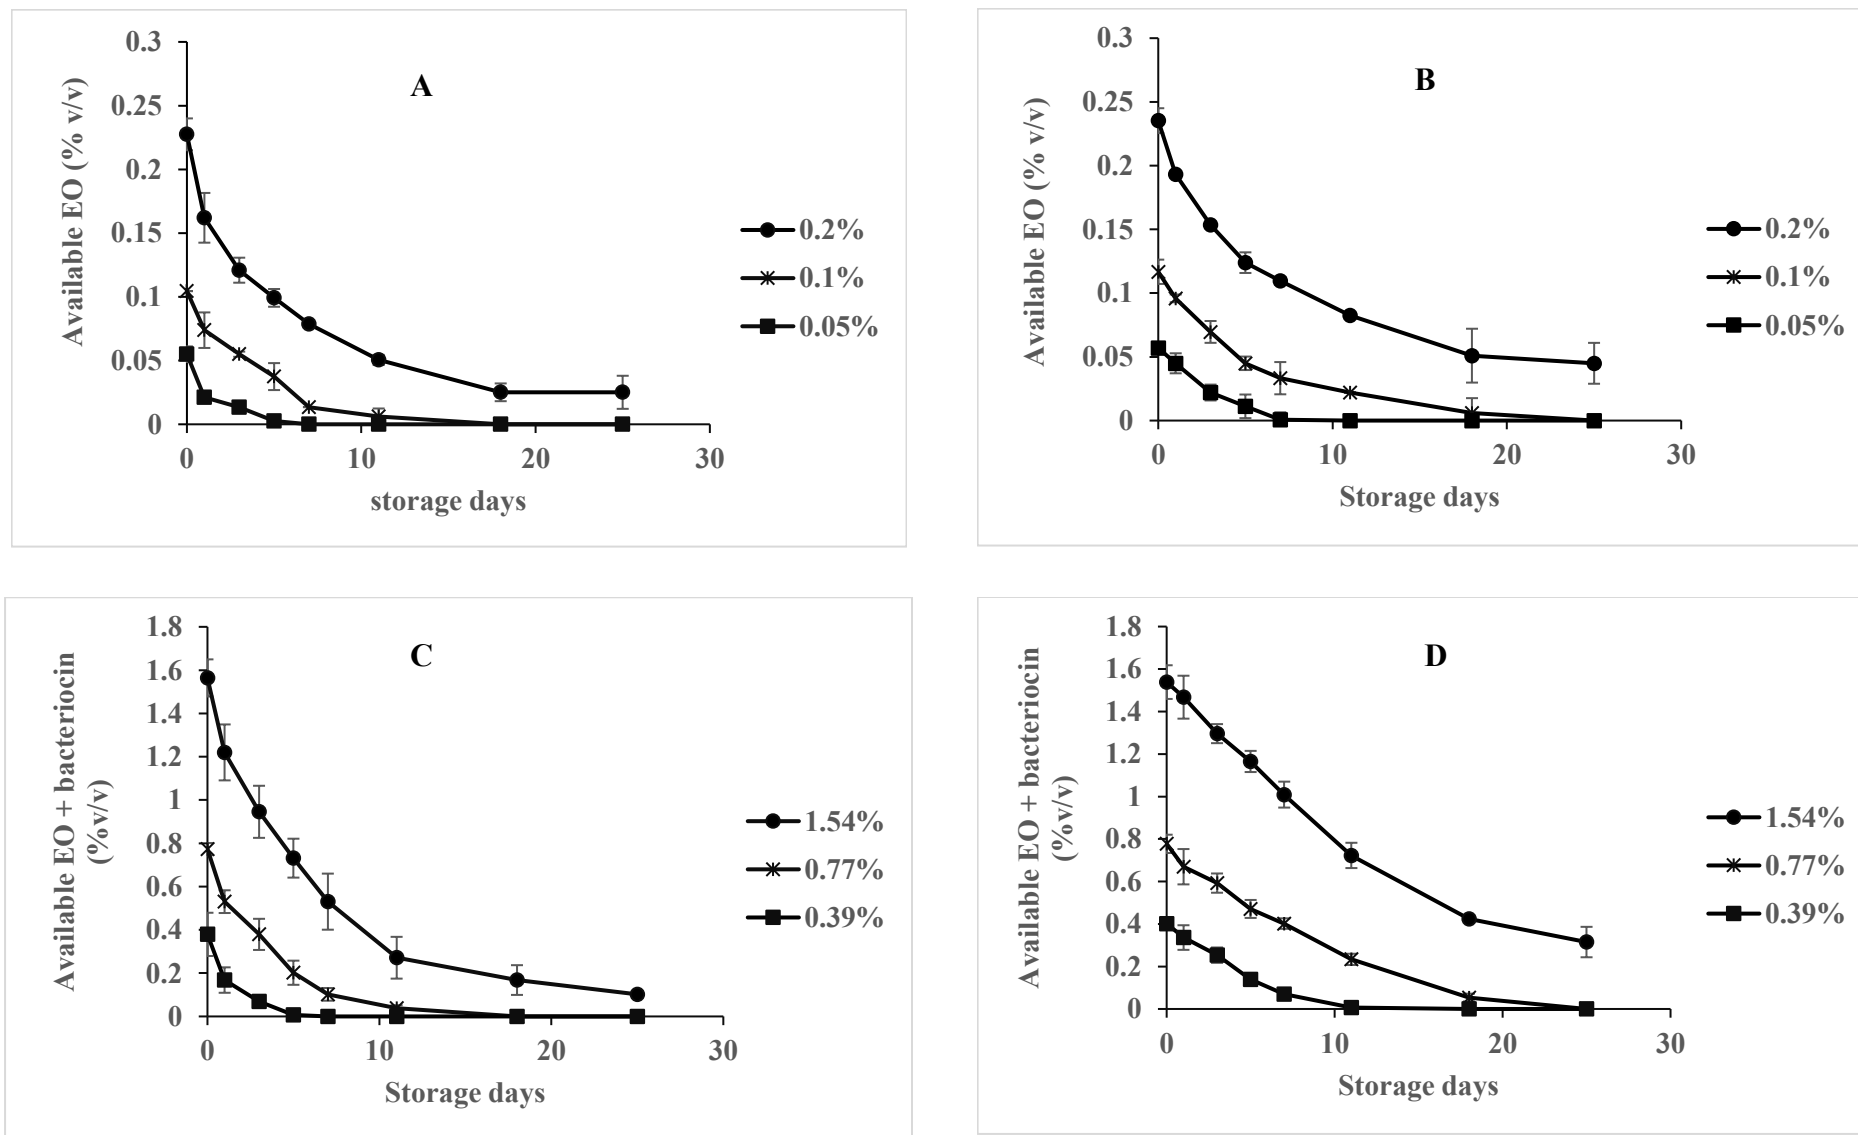 A
Available EO (% v/v)
0.3
0.25
0.2
0.15
0.1
0.05
0
0 10 20 30
storage days
0.2%
0.1%
0.05%
B
Available EO (% v/v)
0.3
0.25
0.2
0.15
0.1
0.05
0
0 10 20 30
Storage days
0.2%
0.1%
0.05%
C
Available EO + bacteriocin
(%v/v)
1.8
1.6
1.4
1.2
1
0.8
0.6
0.4
0.2
0
0 10 20 30
Storage days
1.54%
0.77%
0.39%
D
Available EO + bacteriocin
(%v/v)
1.8
1.6
1.4
1.2
1
0.8
0.6
0.4
0.2
0
0 10 20 30
Storage days
1.54%
0.77%
0.39%